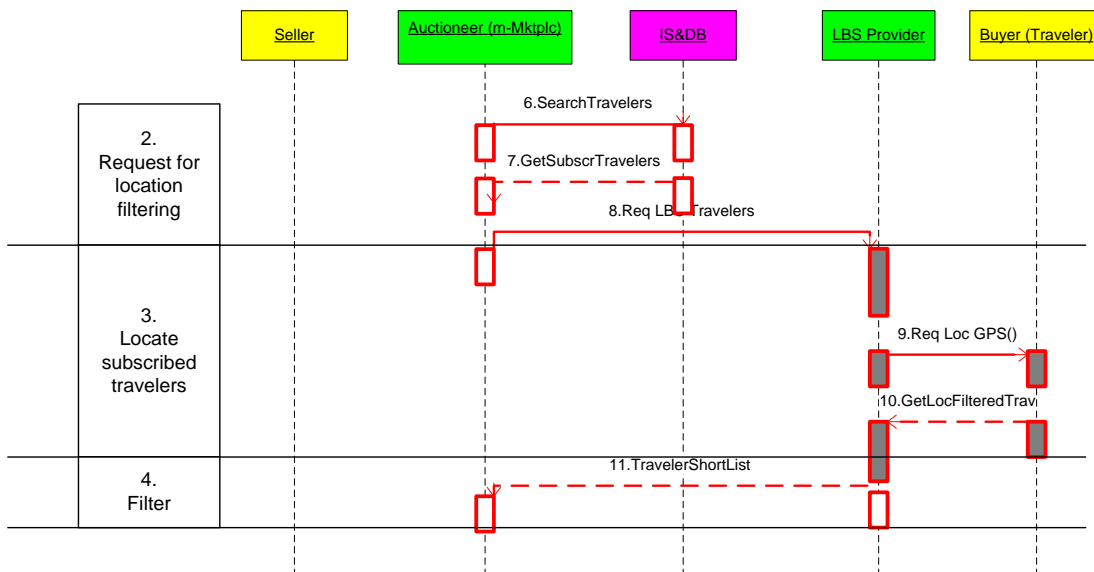 Seller
Auctioneer (m-Mktplc)
IS&DB
LBS Provider
Buyer (Traveler)
2.
Request for
location
filtering
6.SearchTravelers
7.GetSubscrTravelers
8.Req LBS Travelers
3.
Locate
subscribed
travelers
9.Req Loc GPS()
10.GetLocFilteredTrav
4.
Filter
11.TravelerShortList